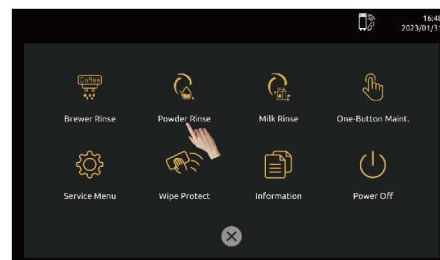 16:48
2023/01/31
Coffee
Brewer Rinse
Powder Rinse
Milk Rinse
One-Button Maint.
Service Menu
Wipe Protect
Information
Power Off